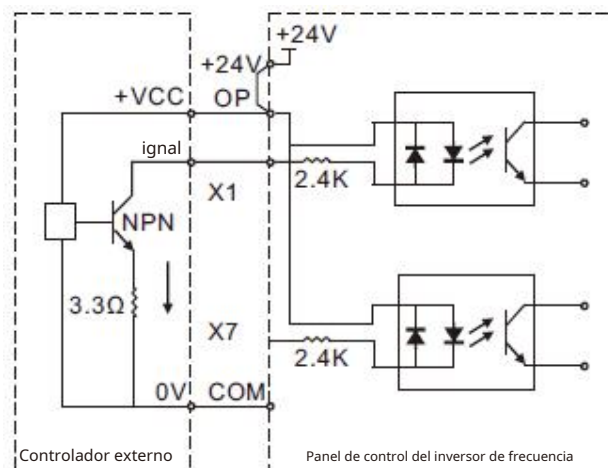 +24V
+24V
+VCC
OP
ignal
X1
2.4K
NPN
3.3Ω
X7
2.4K
0V
COM
Controlador externo
Panel de control del inversor de frecuencia